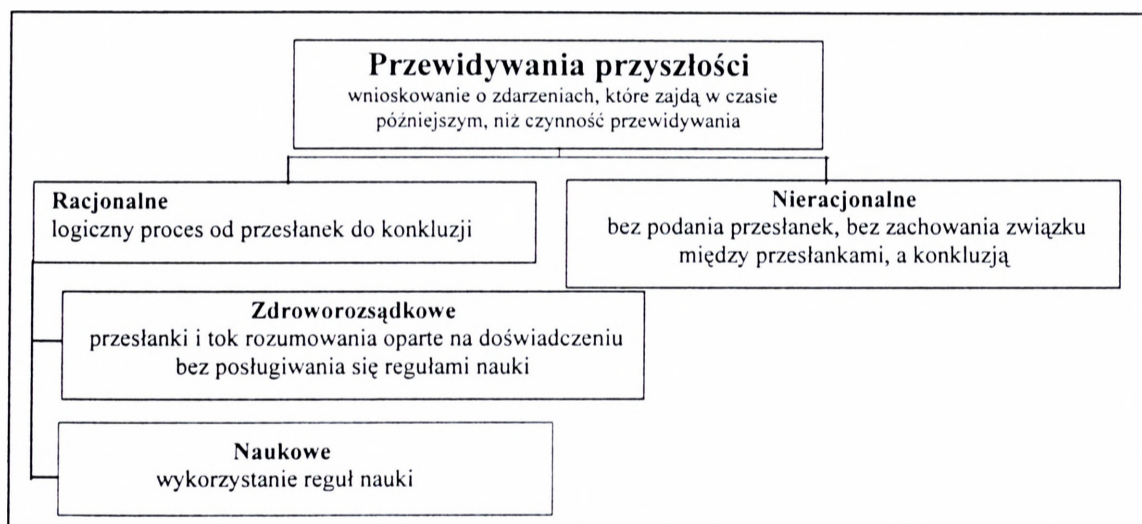 Przewidywania przyszłości
wnioskowanie o zdarzeniach, które zajdą w czasie
późniejszym, niż czynność przewidywania
Racjonalne
logiczny proces od przesłanek do konkluzji
Nieracjonalne
bez podania przesłanek, bez zachowania związku
między przesłankami, a konkluzją
Zdroworozsądkowe
przesłanki i tok rozumowania oparte na doświadczeniu
bez posługiwania się regułami nauki
Naukowe
wykorzystanie reguł nauki